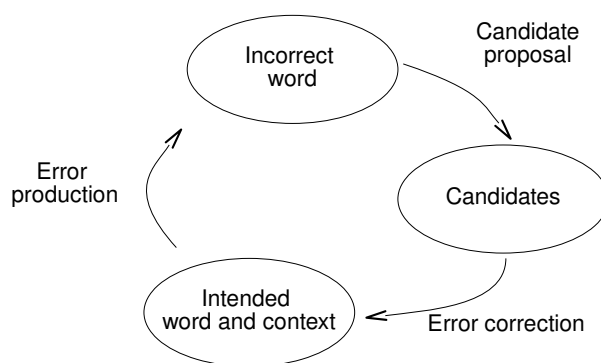 Incorrect
word
Candidate
proposal
Candidates
Error correction
Intended
word and context
Error
production